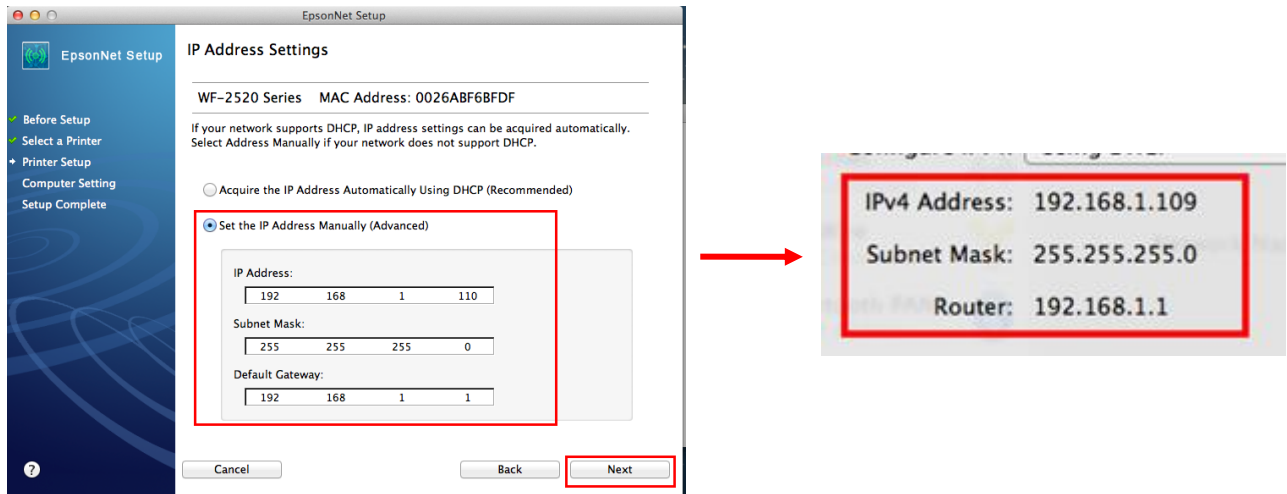 EpsonNet Setup
EpsonNet Setup
Before Setup
Select a Printer
Printer Setup
Computer Setting
Setup Complete
IP Address Settings
WF-2520 Series MAC Address: 0026ABF6BFDF
If your network supports DHCP, IP address settings can be acquired automatically.
Select Address Manually if your network does not support DHCP.
Acquire the IP Address Automatically Using DHCP (Recommended)
Set the IP Address Manually (Advanced)
IP Address:
192 168 1 110
Subnet Mask:
255 255 255 0
Default Gateway:
192 168 1 1
?
Cancel Back Next
IPv4 Address: 192.168.1.109
Subnet Mask: 255.255.255.0
Router: 192.168.1.1